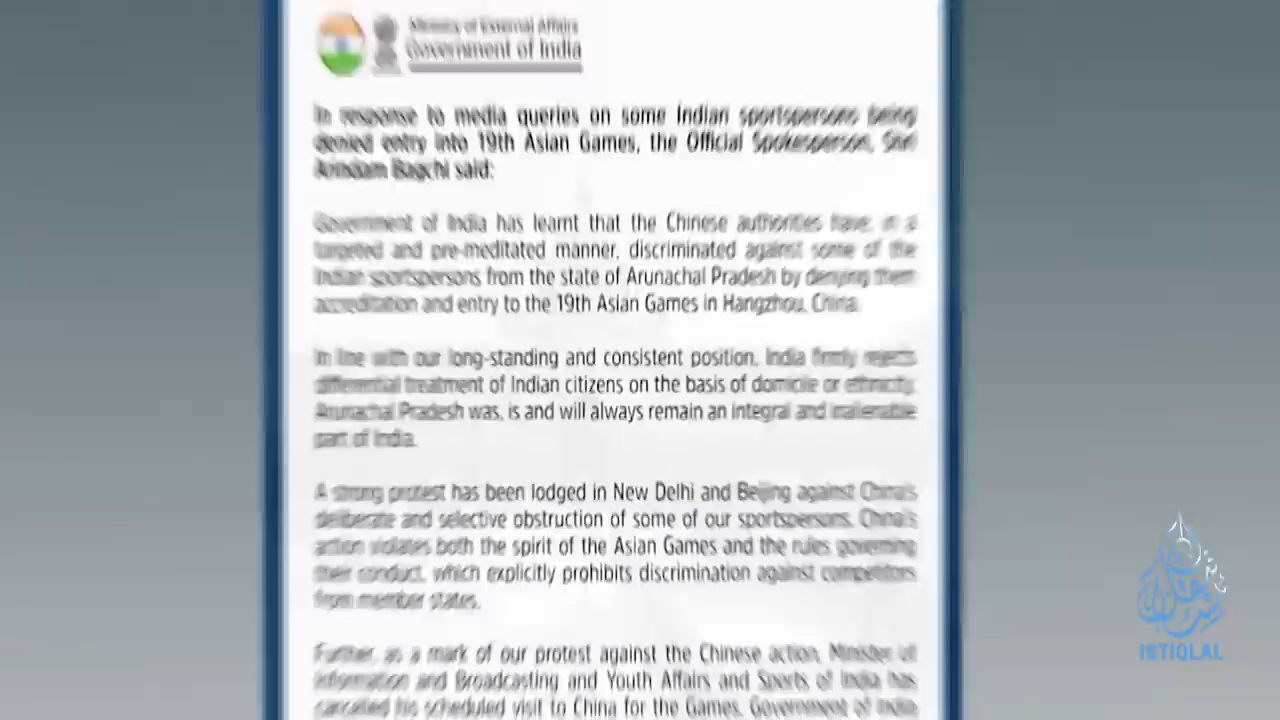 Ministry of External Affairs
Government of India
In response to media queries on some Indian sportspersons being
denied entry into 19th Asian Games, the Official Spokesperson, Shri
Arindam Bagchi said:
Government of India has learnt that the Chinese authorities have, in a
targeted and pre-meditated manner, discriminated against some of the
Indian sportspersons from the state of Arunachal Pradesh by denying them
accreditation and entry to the 19th Asian Games in Hangzhou, China.
In line with our long-standing and consistent position, India firmly rejects
differential treatment of Indian citizens on the basis of domicile or ethnicity.
Arunachal Pradesh was, is and will always remain an integral and inalienable
part of India.
A strong protest has been lodged in New Delhi and Beijing against China's
deliberate and selective obstruction of some of our sportspersons. China's
action violates both the spirit of the Asian Games and the rules governing
their conduct, which explicitly prohibits discrimination against competitors
from member states.
Further, as a mark of our protest against the Chinese action, Minister of
Information and Broadcasting and Youth Affairs and Sports of India has
cancelled his scheduled visit to China for the Games. Government of India
ISTIQLAL